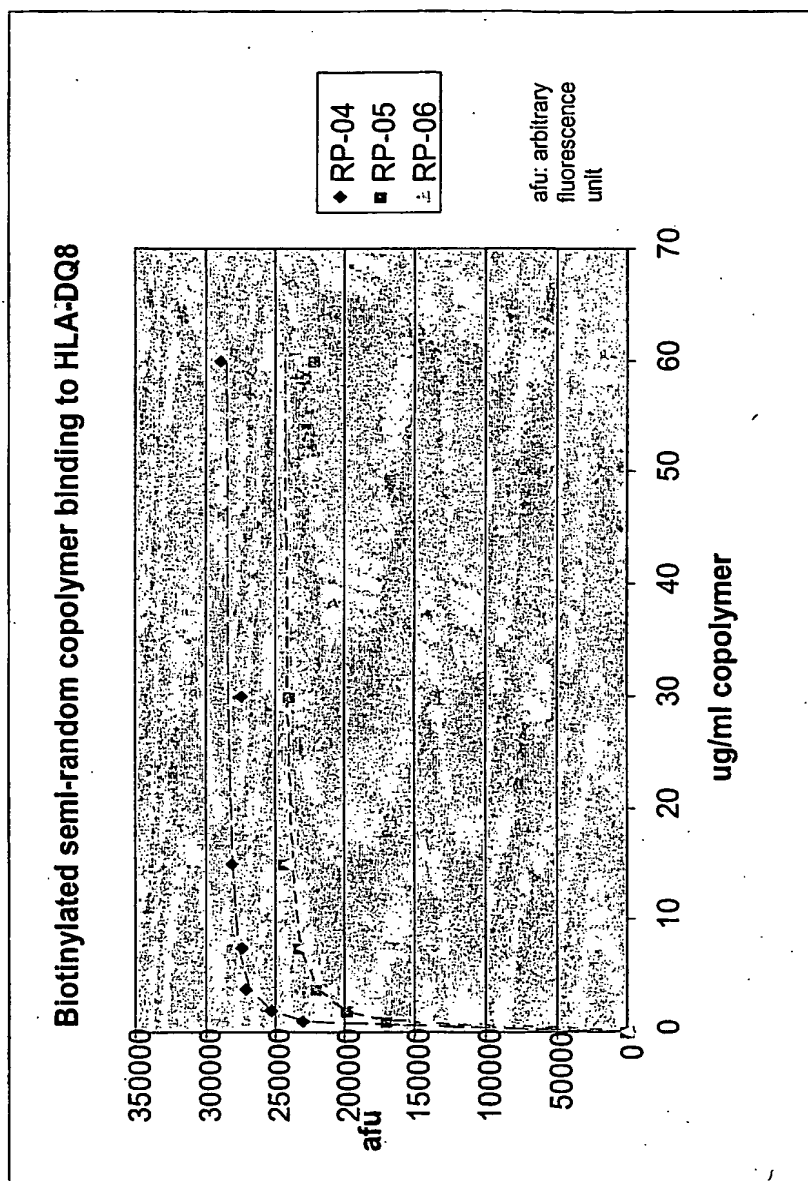 Biotinylated semi-random copolymer binding to HLA-DQ8
350000
300000
250000
200000
150000
100000
50000
0
afu
0
10
20
30
40
50
60
70
ug/ml copolymer
RP-04
RP-05
RP-06
afu: arbitrary
fluorescence
unit